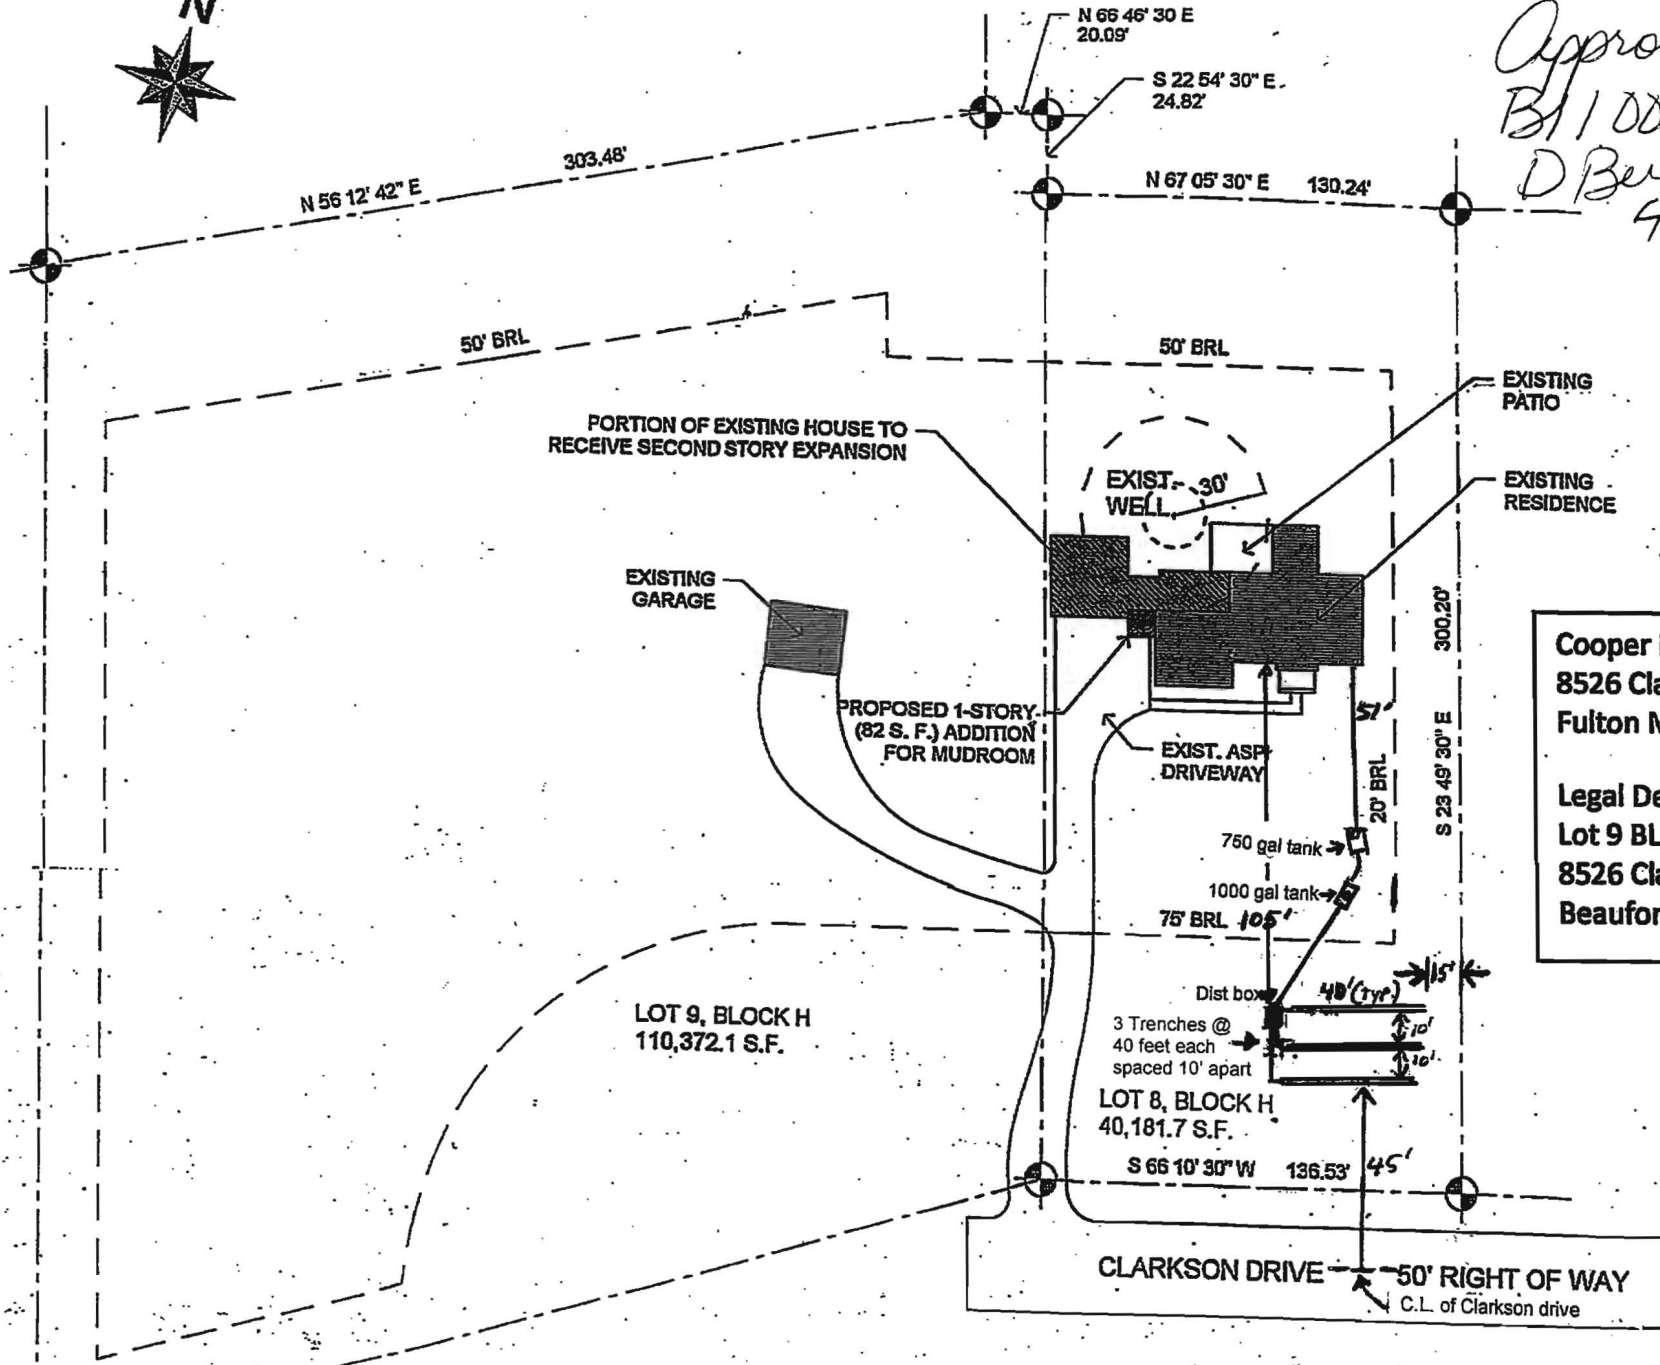 N
N 66 46' 30 E
20.09'
S 22 54' 30" E
24.82'
303.48'
N 56 12' 42" E
N 67 05' 30" E 130.24'
50' BRL
50' BRL
EXISTING
PATIO
PORTION OF EXISTING HOUSE TO
RECEIVE SECOND STORY EXPANSION
EXIST.
WELL
30'
EXISTING
RESIDENCE
EXISTING
GARAGE
300.20'
S 23 49' 30" E
Cooper
8526 Cla
Fulton
Legal De
Lot 9 BL
8526 Cla
Beaufor
PROPOSED 1-STORY
(82 S. F.) ADDITION
FOR MUDROOM
51'
EXIST. ASP
DRIVEWAY
20' BRL
750 gal tank
1000 gal tank
75' BRL 105'
15'
Dist box
40' (TYP.)
3 Trenches @
40 feet each
spaced 10' apart
10'
10'
LOT 9, BLOCK H
110,372.1 S.F.
LOT 8, BLOCK H
40,181.7 S.F.
S 66 10' 30" W 136.53'
45'
CLARKSON DRIVE 50' RIGHT OF WAY
C.L. of Clarkson drive